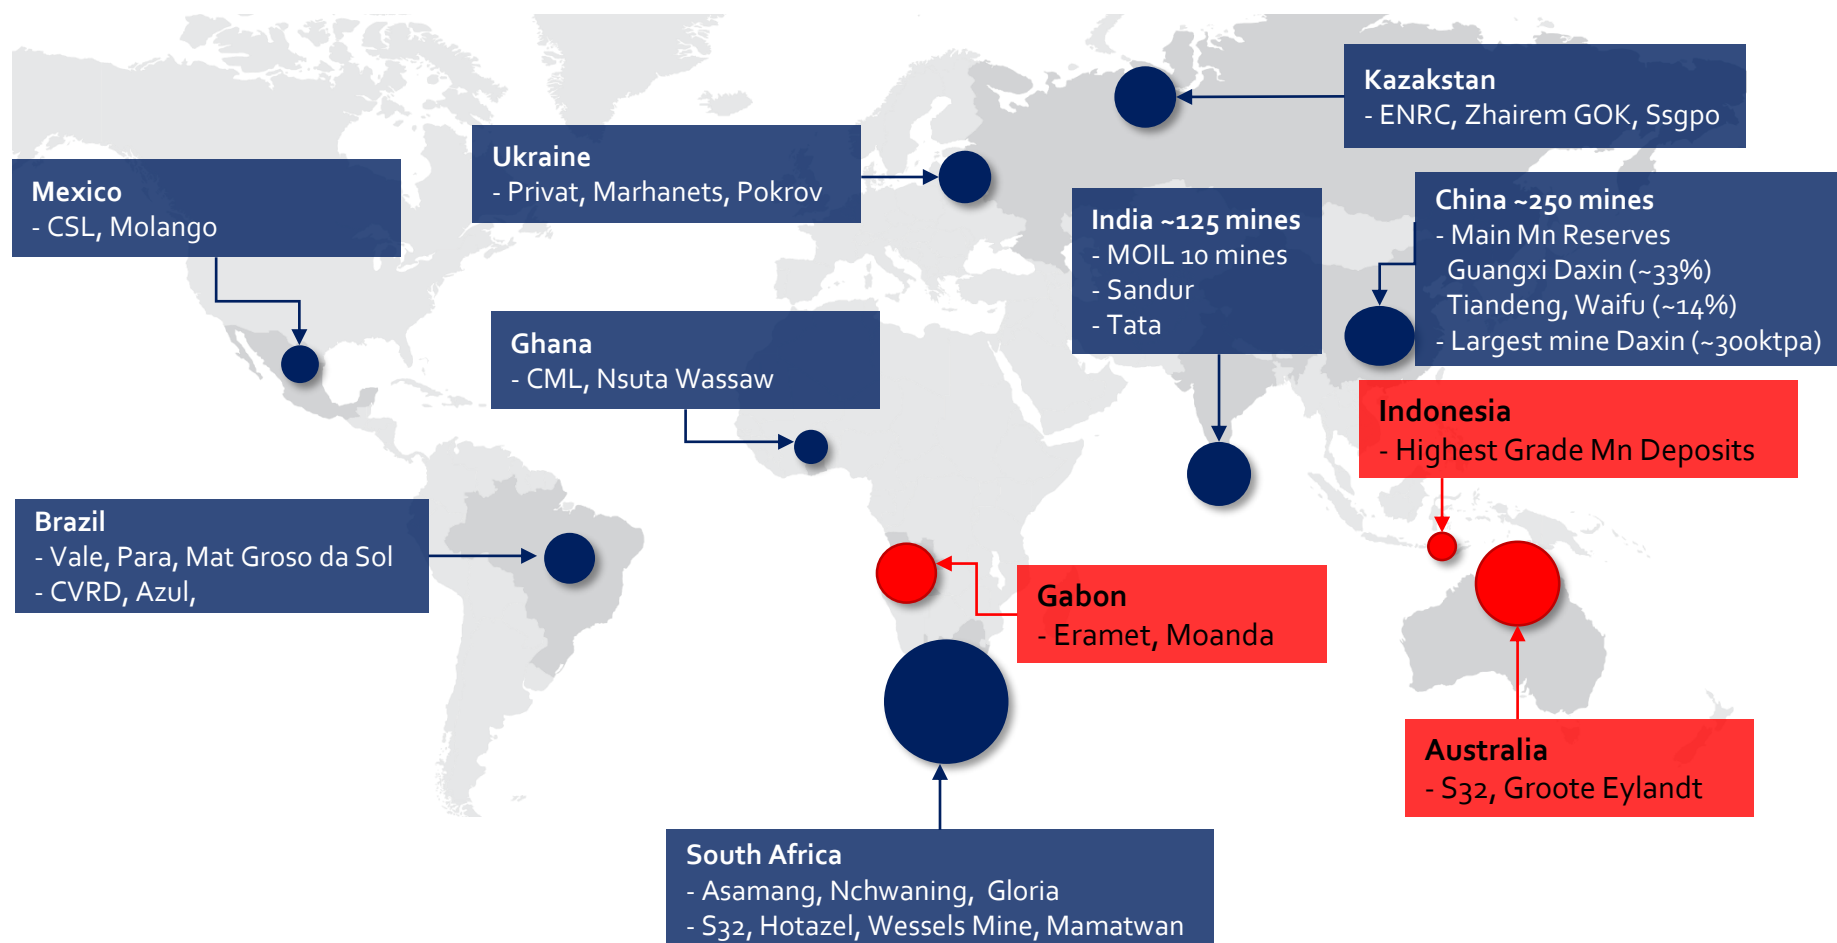 Kazakstan
- ENRC, Zhairem GOK, Ssgpo
Ukraine
- Privat, Marhanets, Pokrov
Mexico
- CSL, Molango
India ~125 mines
- MOIL 10 mines
- Sandur
- Tata
China ~250 mines
- Main Mn Reserves
Guangxi Daxin (~33%)
Tiandeng, Waifu (~14%)
- Largest mine Daxin (~300ktpa)
Ghana
- CML, Nsuta Wassaw
Indonesia
- Highest Grade Mn Deposits
Brazil
- Vale, Para, Mat Groso da Sol
- CVRD, Azul,
Gabon
- Eramet, Moanda
Australia
- S32, Groote Eylandt
South Africa
- Asamang, Nchwaning, Gloria
- S32, Hotazel, Wessels Mine, Mamatwan